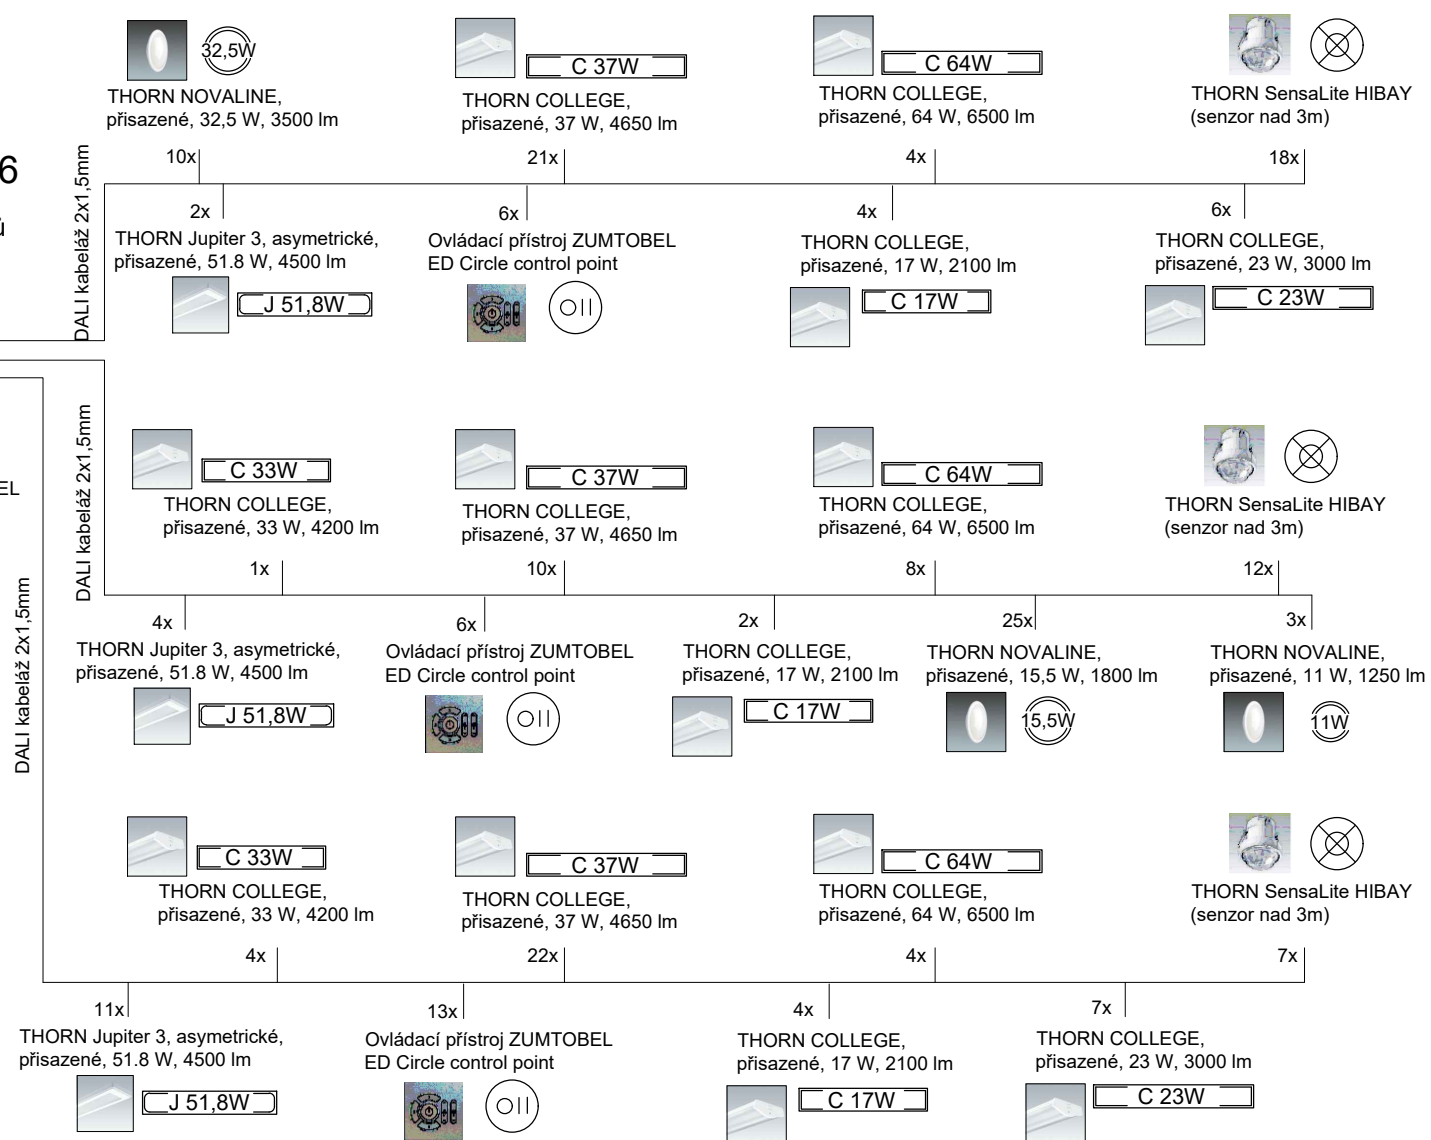 32,5W
C 37W
C 64W
THORN NOVALINE,
přisazené, 32,5 W, 3500 lm
THORN COLLEGE,
přisazené, 37 W, 4650 lm
THORN COLLEGE,
přisazené, 64 W, 6500 lm
THORN SensaLite HIBAY
(senzor nad 3m)
6
ů
DALI kabeláž 2x1,5mm
10x
21x
4x
18x
2x
6x
4x
6x
THORN Jupiter 3, asymetrické,
přisazené, 51.8 W, 4500 lm
Ovládací přístroj ZUMTOBEL
ED Circle control point
THORN COLLEGE,
přisazené, 17 W, 2100 lm
THORN COLLEGE,
přisazené, 23 W, 3000 lm
J 51,8W
C 17W
C 23W
DALI kabeláž 2x1,5mm
EL
C 33W
C 37W
C 64W
THORN COLLEGE,
přisazené, 33 W, 4200 lm
THORN COLLEGE,
přisazené, 37 W, 4650 lm
THORN COLLEGE,
přisazené, 64 W, 6500 lm
THORN SensaLite HIBAY
(senzor nad 3m)
1x
10x
8x
12x
4x
6x
2x
25x
3x
THORN Jupiter 3, asymetrické,
přisazené, 51.8 W, 4500 lm
Ovládací přístroj ZUMTOBEL
ED Circle control point
THORN COLLEGE,
přisazené, 17 W, 2100 lm
THORN NOVALINE,
přisazené, 15,5 W, 1800 lm
THORN NOVALINE,
přisazené, 11 W, 1250 lm
J 51,8W
C 17W
15,5W
11W
DALI kabeláž 2x1,5mm
C 33W
C 37W
C 64W
THORN COLLEGE,
přisazené, 33 W, 4200 lm
THORN COLLEGE,
přisazené, 37 W, 4650 lm
THORN COLLEGE,
přisazené, 64 W, 6500 lm
THORN SensaLite HIBAY
(senzor nad 3m)
4x
22x
4x
7x
11x
13x
4x
7x
THORN Jupiter 3, asymetrické,
přisazené, 51.8 W, 4500 lm
Ovládací přístroj ZUMTOBEL
ED Circle control point
THORN COLLEGE,
přisazené, 17 W, 2100 lm
THORN COLLEGE,
přisazené, 23 W, 3000 lm
J 51,8W
C 17W
C 23W